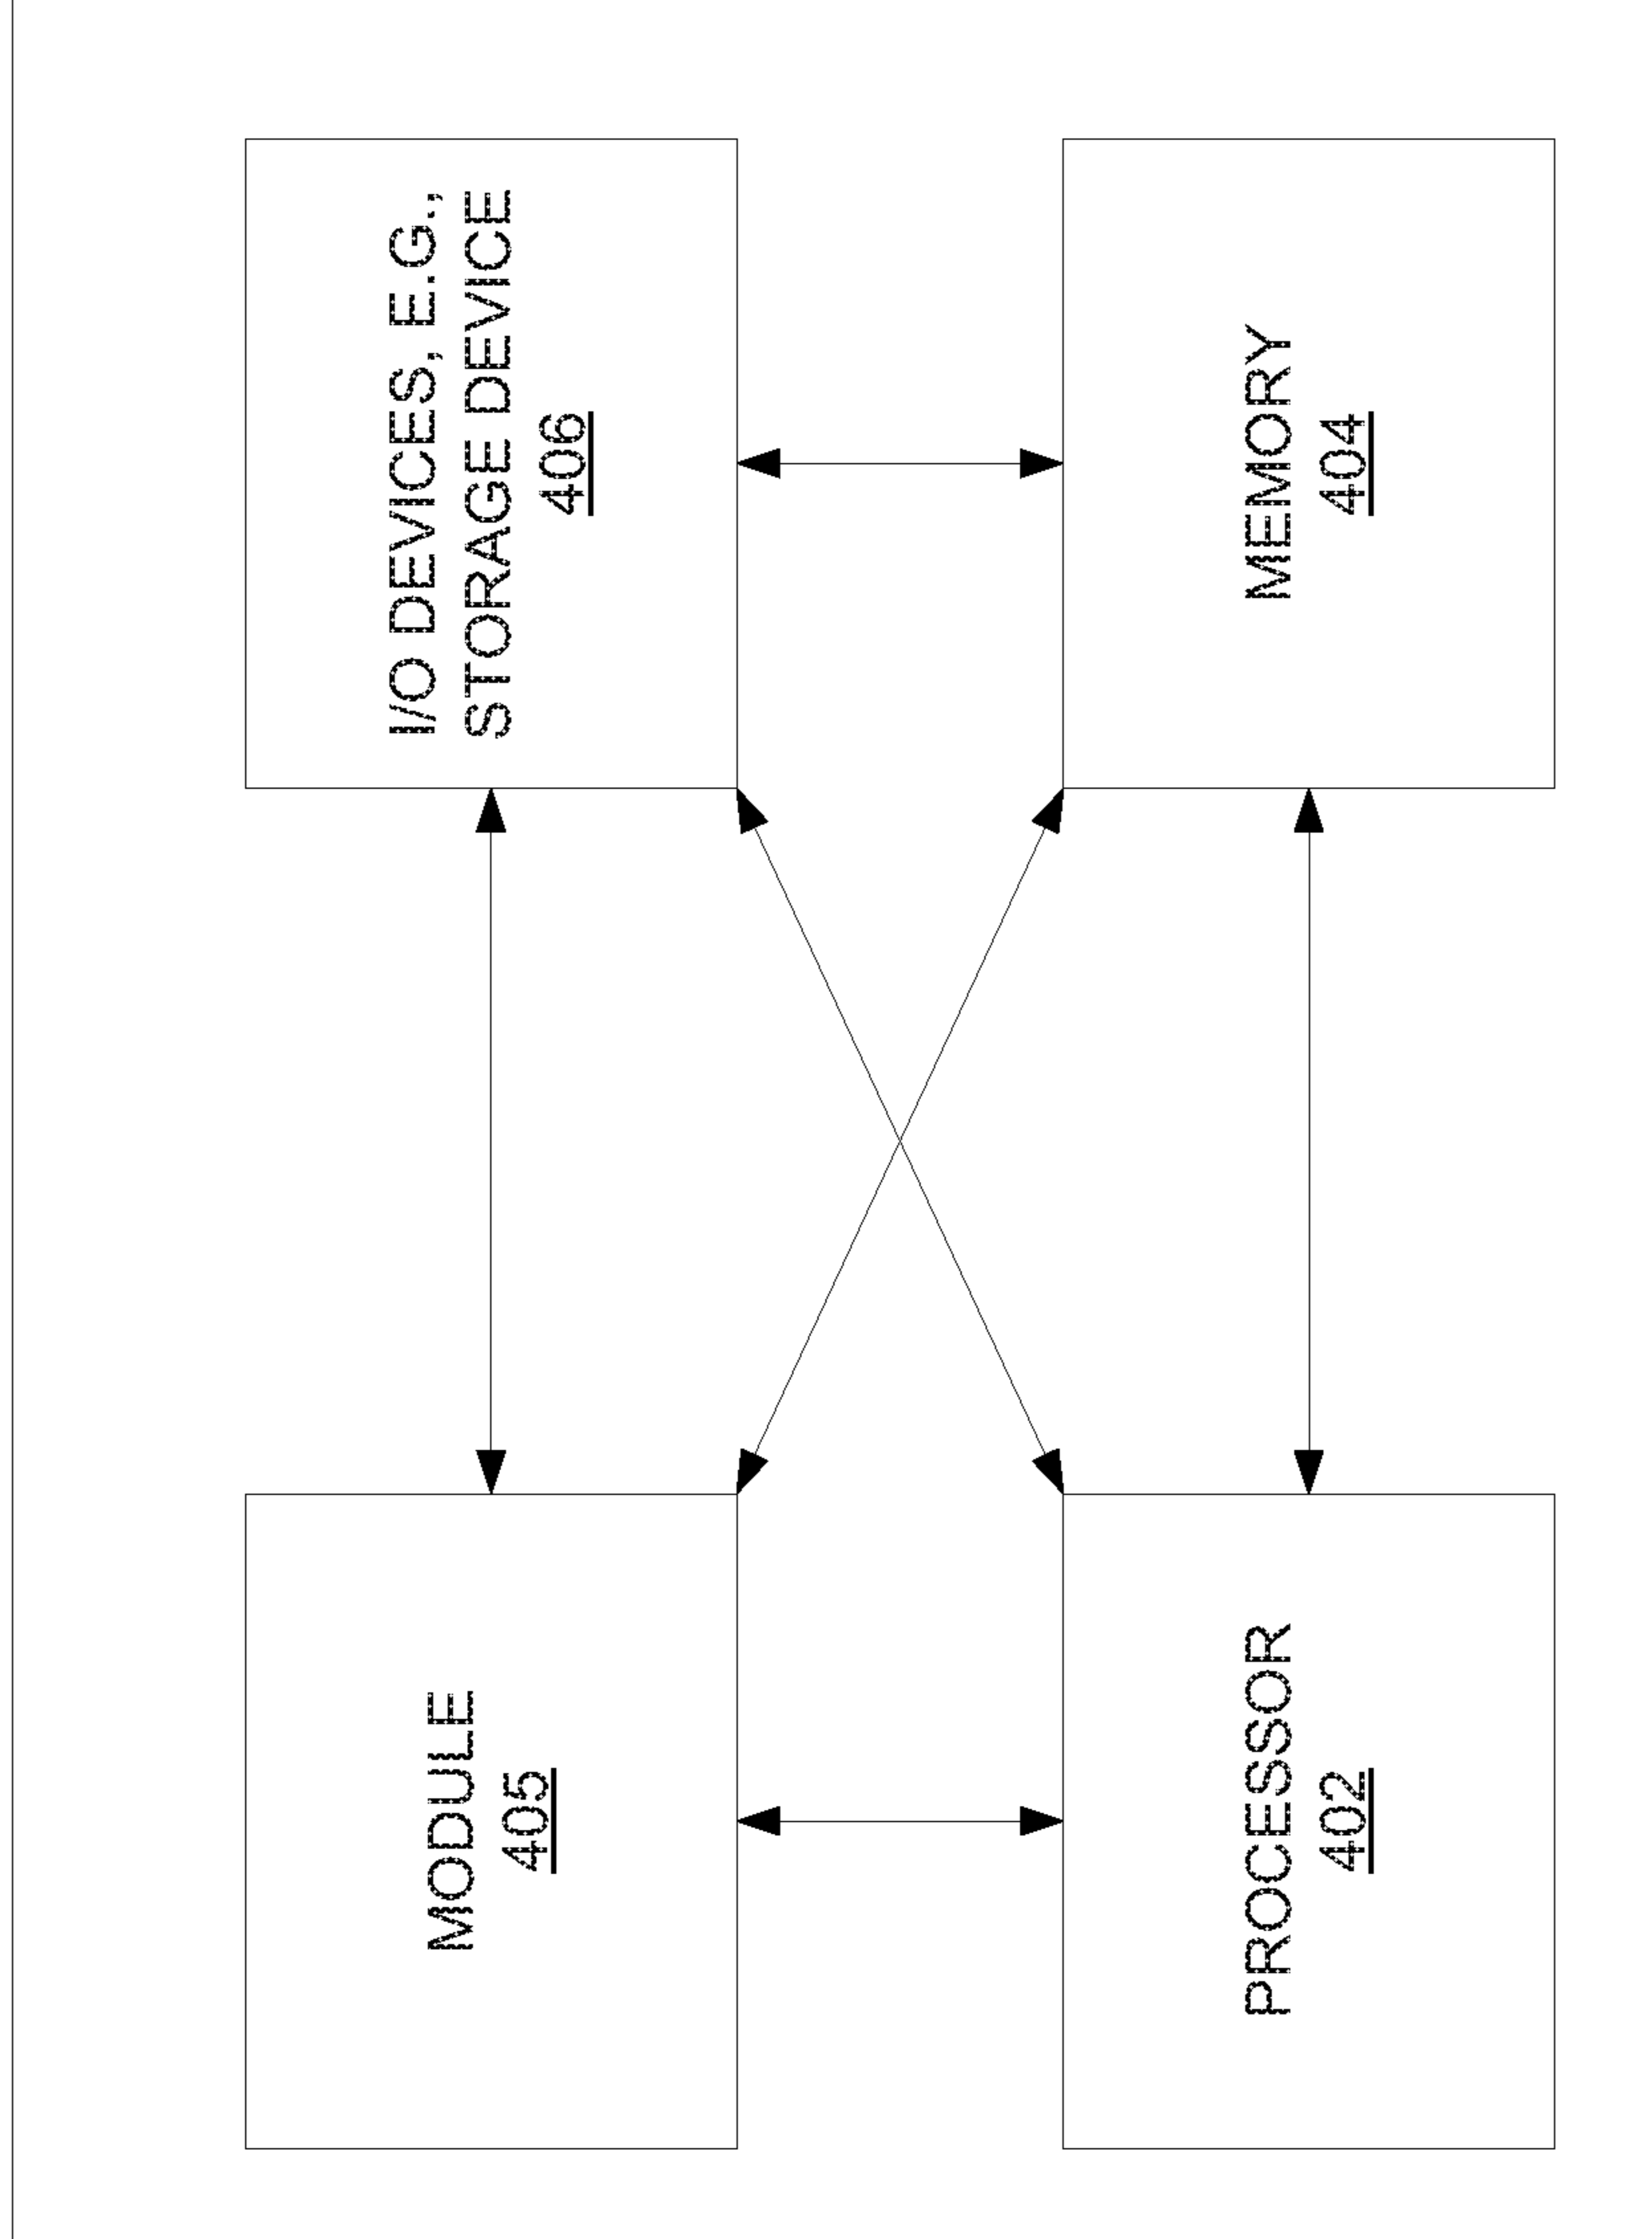 MODULE
405
I/O DEVICES, E.G.,
STORAGE DEVICE
406
PROCESSOR
402
MEMORY
404